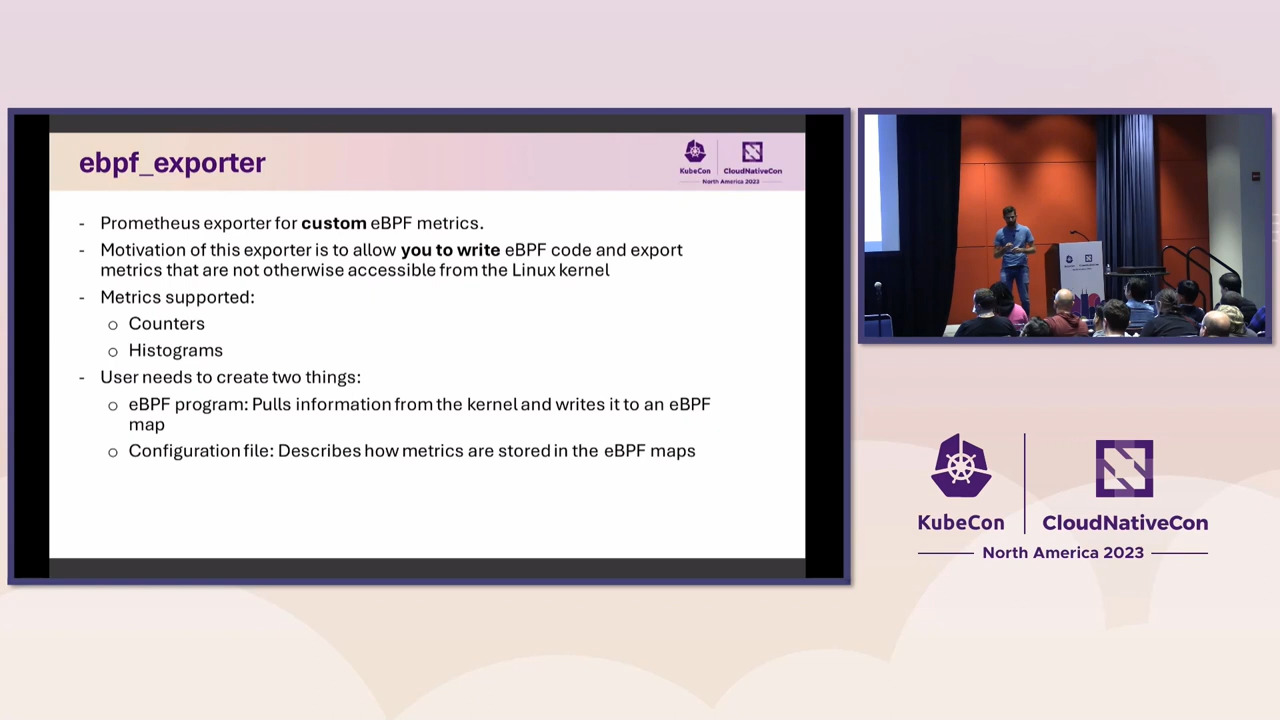 ebpf_exporter
KubeCon
CloudNativeCon
North America 2023
- Prometheus exporter for custom eBPF metrics.
- Motivation of this exporter is to allow you to write eBPF code and export
metrics that are not otherwise accessible from the Linux kernel
- Metrics supported:
o Counters
o Histograms
- User needs to create two things:
o eBPF program: Pulls information from the kernel and writes it to an eBPF
map
o Configuration file: Describes how metrics are stored in the eBPF maps
KubeCon
CloudNativeCon
North America 2023